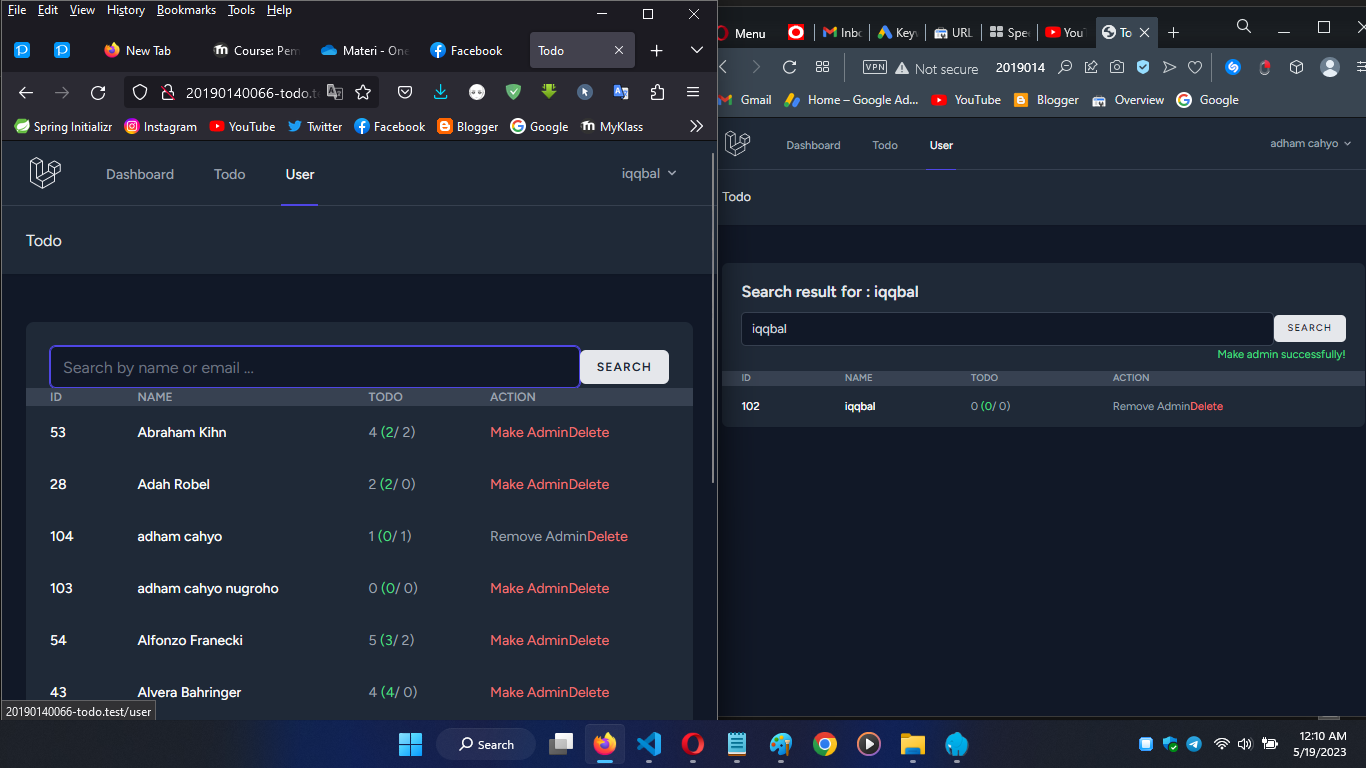 File Edit View History Bookmarks Tools Help
New Tab
Course: Pem
Materi - One
Facebook
Todo
20190140066-todo.te
Spring Initializr Instagram YouTube Twitter Facebook Blogger Google MyKlass
Dashboard Todo User iqqbal
Todo
Search by name or email ...
SEARCH
ID NAME TODO ACTION
53 Abraham Kihn 4 (2/ 2) Make AdminDelete
28 Adah Robel 2 (2/ 0) Make AdminDelete
104 adham cahyo 1 (0/ 1) Remove AdminDelete
103 adham cahyo nugroho 0 (0/ 0) Make AdminDelete
54 Alfonzo Franecki 5 (3/ 2) Make AdminDelete
43 Alvera Bahringer 4 (4/ 0) Make AdminDelete
20190140066-todo.test/user
Menu Inbo Keyw URL Spee YouT To
VPN Not secure 2019014
Gmail Home – Google Ad... YouTube Blogger Overview Google
Dashboard Todo User adham cahyo
Todo
Search result for : iqqbal
iqqbal
SEARCH
Make admin successfully!
ID NAME TODO ACTION
102 iqqbal 0 (0/ 0) Remove AdminDelete
Search
12:10 AM
5/19/2023